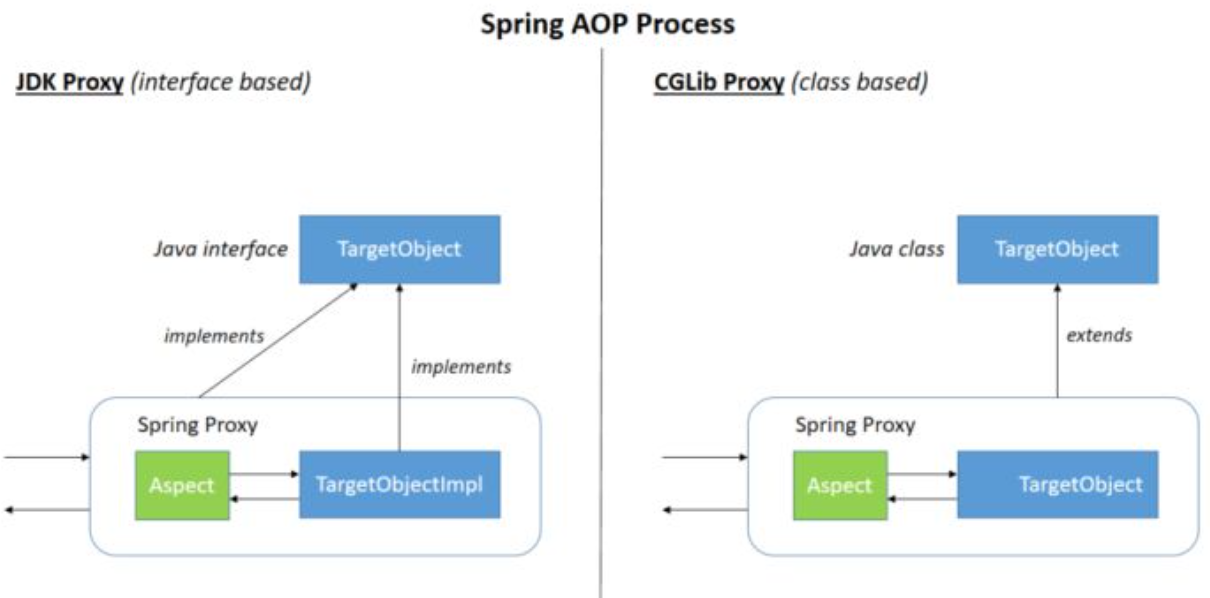 Spring AOP Process
JDK Proxy (interface based)
Java interface
TargetObject
implements
implements
Spring Proxy
Aspect
TargetObjectImpl
CGLib Proxy (class based)
Java class
TargetObject
extends
Spring Proxy
Aspect
TargetObject